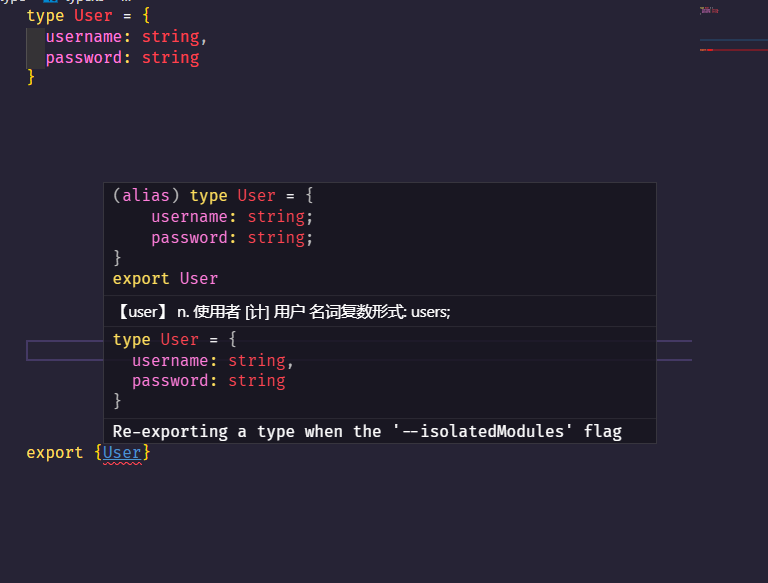 type User = {
username: string,
password: string
}
(alias) type User = {
username: string;
password: string;
}
export User
【user】 n. 使用者 [计] 用户 名词复数形式: users;
type User = {
username: string,
password: string
}
Re-exporting a type when the '--isolatedModules' flag
export {User}